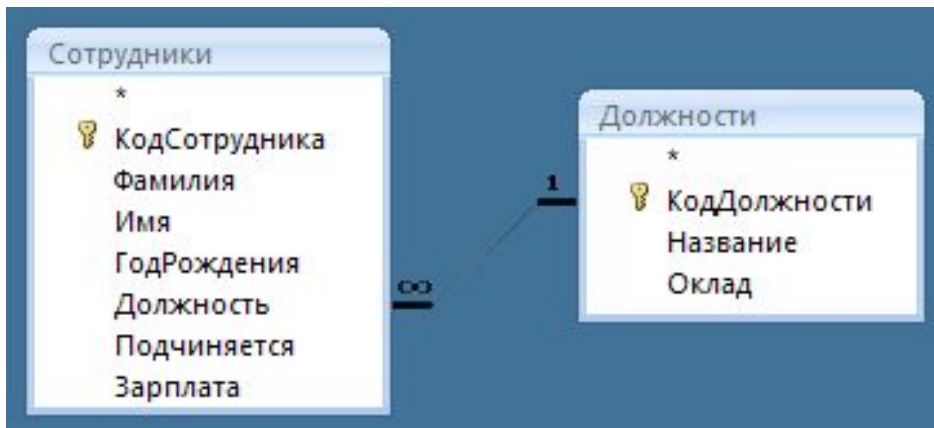 Сотрудники
*
КодСотрудника
Фамилия
Имя
ГодРождения
Должность
Подчиняется
Зарплата
∞
1
Должности
*
КодДолжности
Название
Оклад